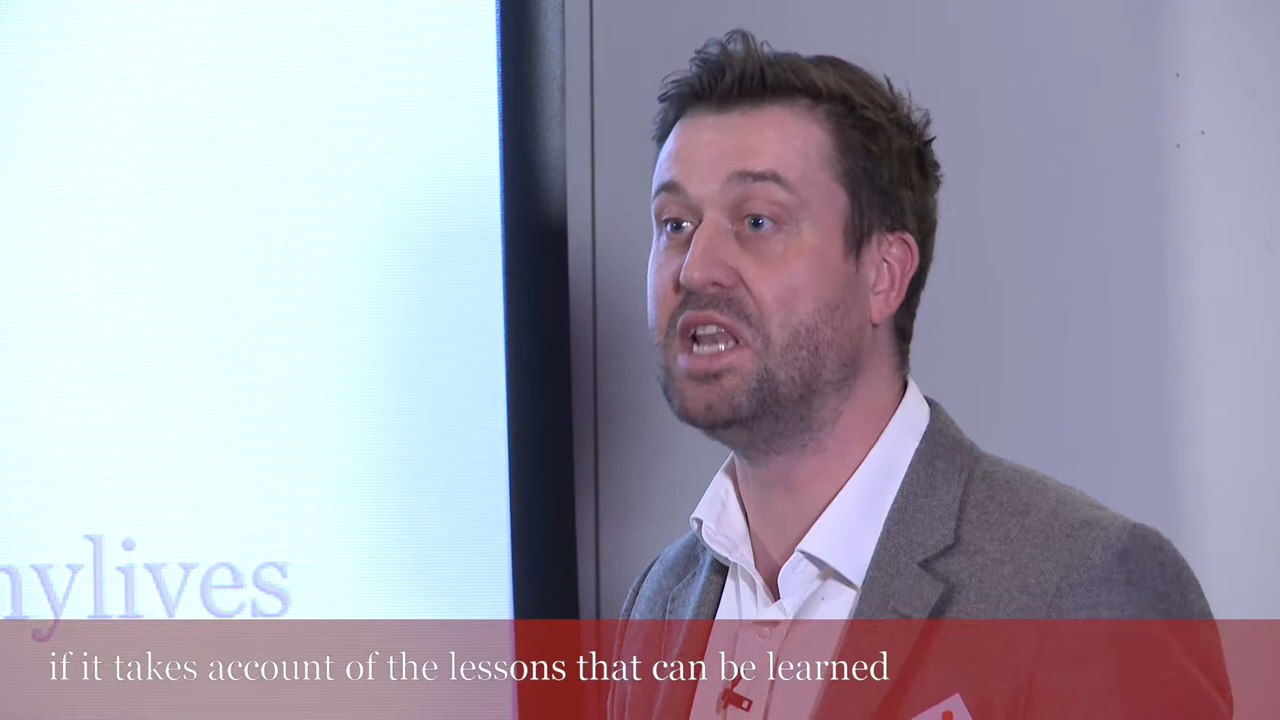 nylives
if it takes account of the lessons that can be learned